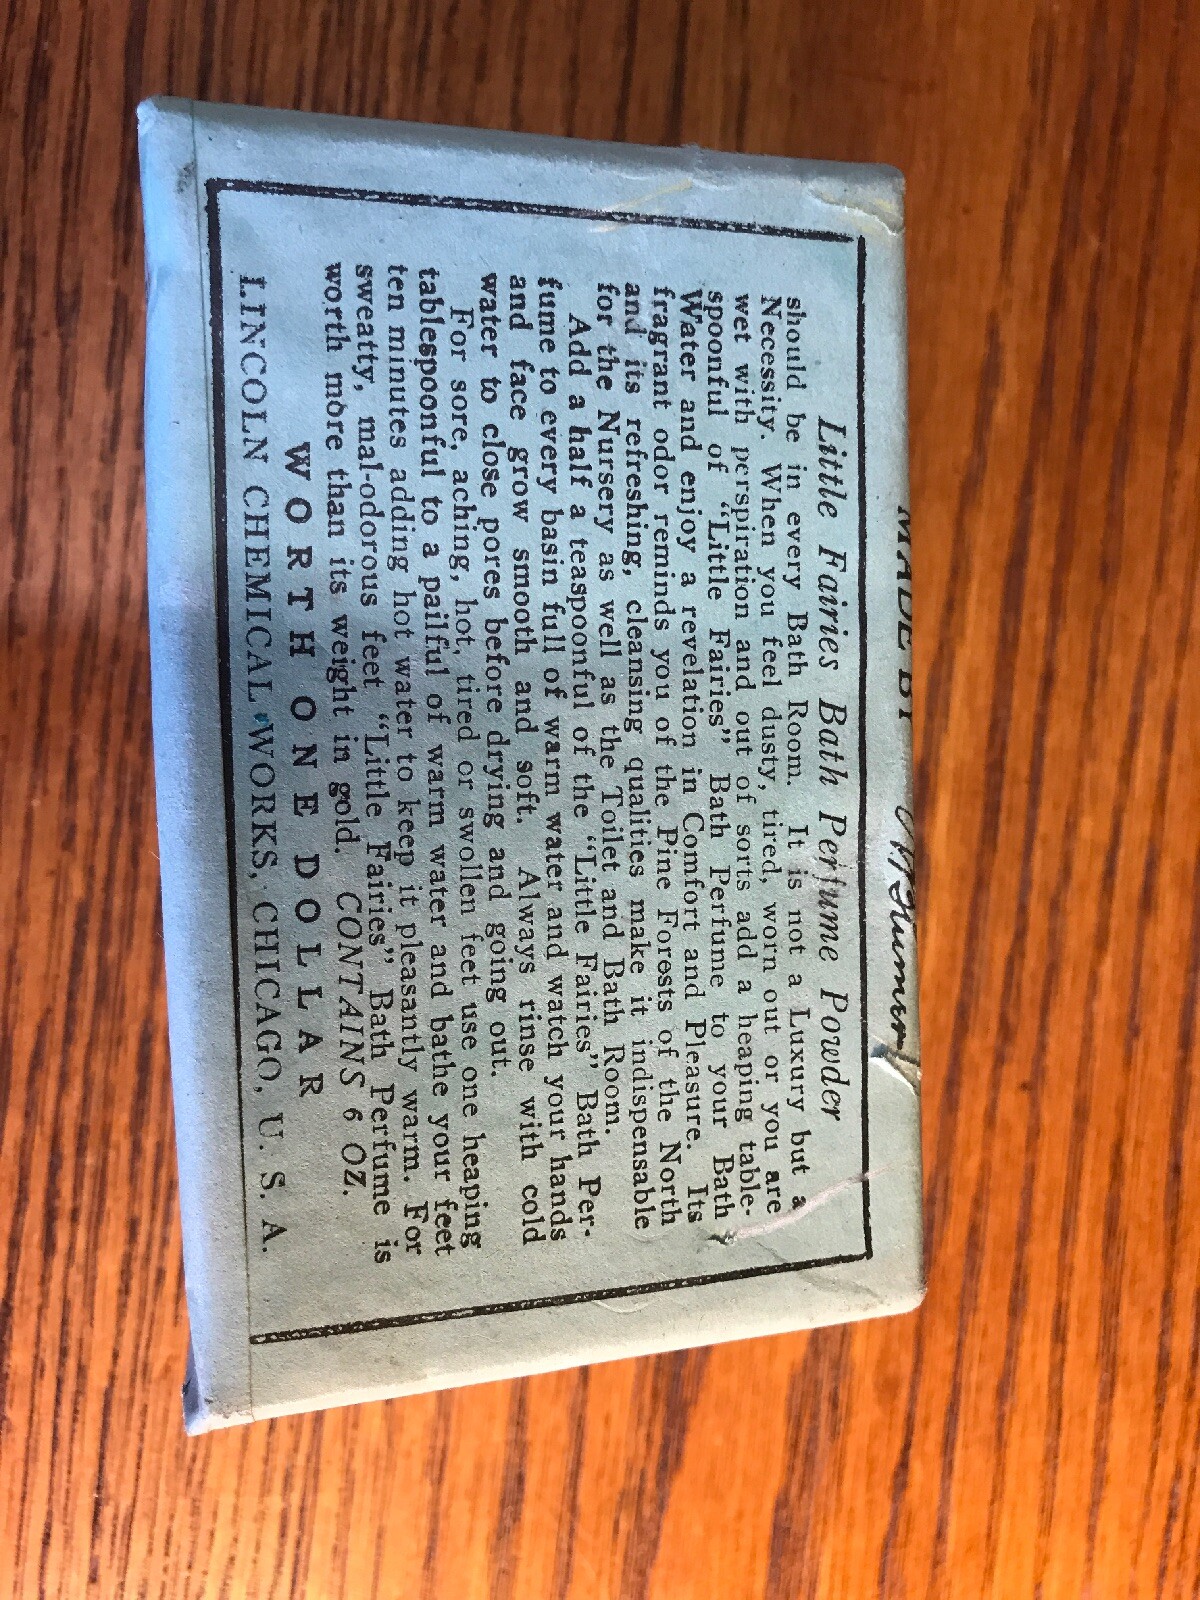 MADE BY
Little Fairies Bath Perfume Powder
should be in every Bath Room. It is not a Luxury but a
Necessity. When you feel dusty, tired, worn out or you are
wet with perspiration and out of sorts add a heaping table-
spoonful of "Little Fairies" Bath Perfume to your Bath
Water and enjoy a revelation in Comfort and Pleasure. Its
fragrant odor reminds you of the Pine Forests of the North
and its refreshing, cleansing qualities make it indispensable
for the Nursery as well as the Toilet and Bath Room.
Add a half a teaspoonful of the "Little Fairies" Bath Per-
fume to every basin full of warm water and watch your hands
and face grow smooth and soft. Always rinse with cold
water to close pores before drying and going out.
For sore, aching, hot, tired or swollen feet use one heaping
tablespoonful to a pailful of warm water and bathe your feet
ten minutes adding hot water to keep it pleasantly warm. For
sweatty, mal-odorous feet "Little Fairies" Bath Perfume is
worth more than its weight in gold. CONTAINS 6 OZ.
WORTH ONE DOLLAR
LINCOLN CHEMICAL WORKS, CHICAGO, U. S. A.